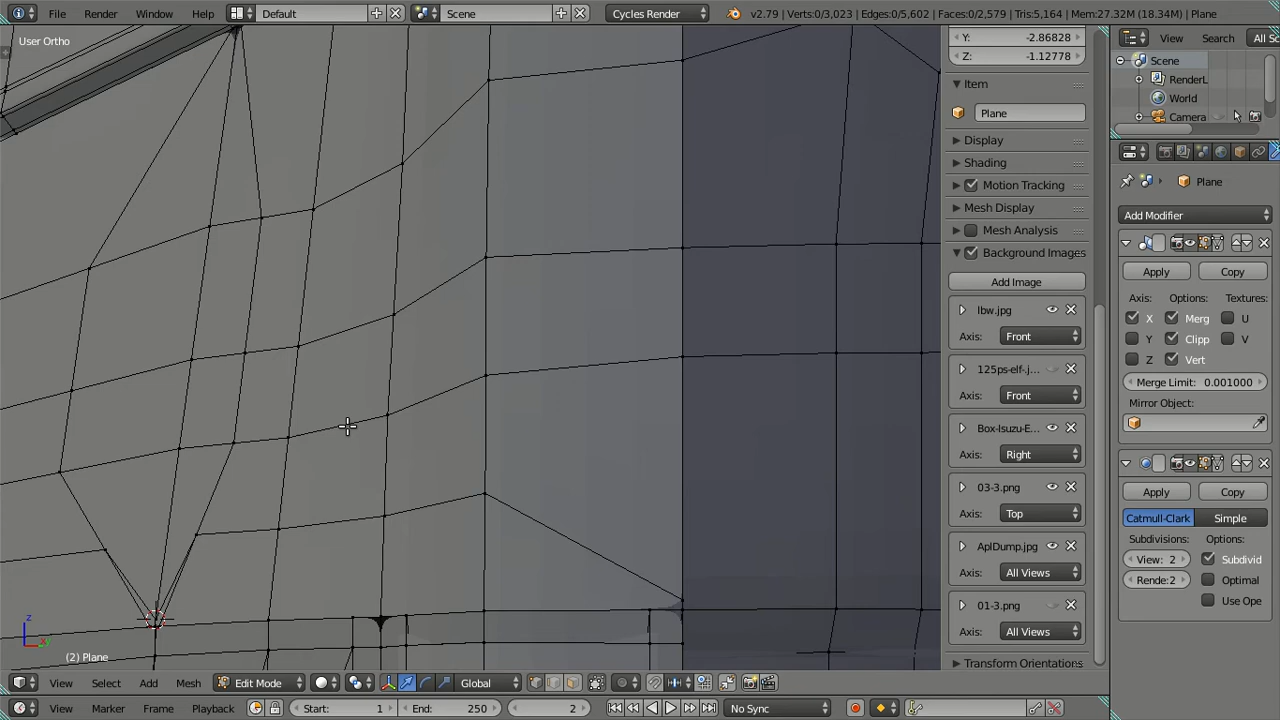 File Render Window Help Default Scene Cycles Render v2.79 | Verts:0/3,023 | Edges:0/5,602 | Faces:0/2,579 | Tris:5,164 | Mem:27.32M (18.34M) | Plane
User Ortho
Y: -2.86828
Z: -1.12778
Item
Plane
Display
Shading
Motion Tracking
Mesh Display
Mesh Analysis
Background Images
Add Image
lbw.jpg
Axis: Front
125ps-elf-.j...
Axis: Front
Box-Isuzu-E...
Axis: Right
03-3.png
Axis: Top
AplDump.jpg
Axis: All Views
01-3.png
Axis: All Views
Transform Orientations
View Search All Sc
Scene
RenderL
World
Camera
Plane
Add Modifier
Apply Copy
Axis: Options: Textures:
X Merg U
Y Clipp V
Z Vert
Merge Limit: 0.001000
Mirror Object:
Apply Copy
Catmull-Clark Simple
Subdivisions: Options:
View: 2 Subdivid
Rende:2 Optimal
Use Ope
z
(2) Plane
View Select Add Mesh Edit Mode Global
View Marker Frame Playback Start: 1 End: 250 2 No Sync